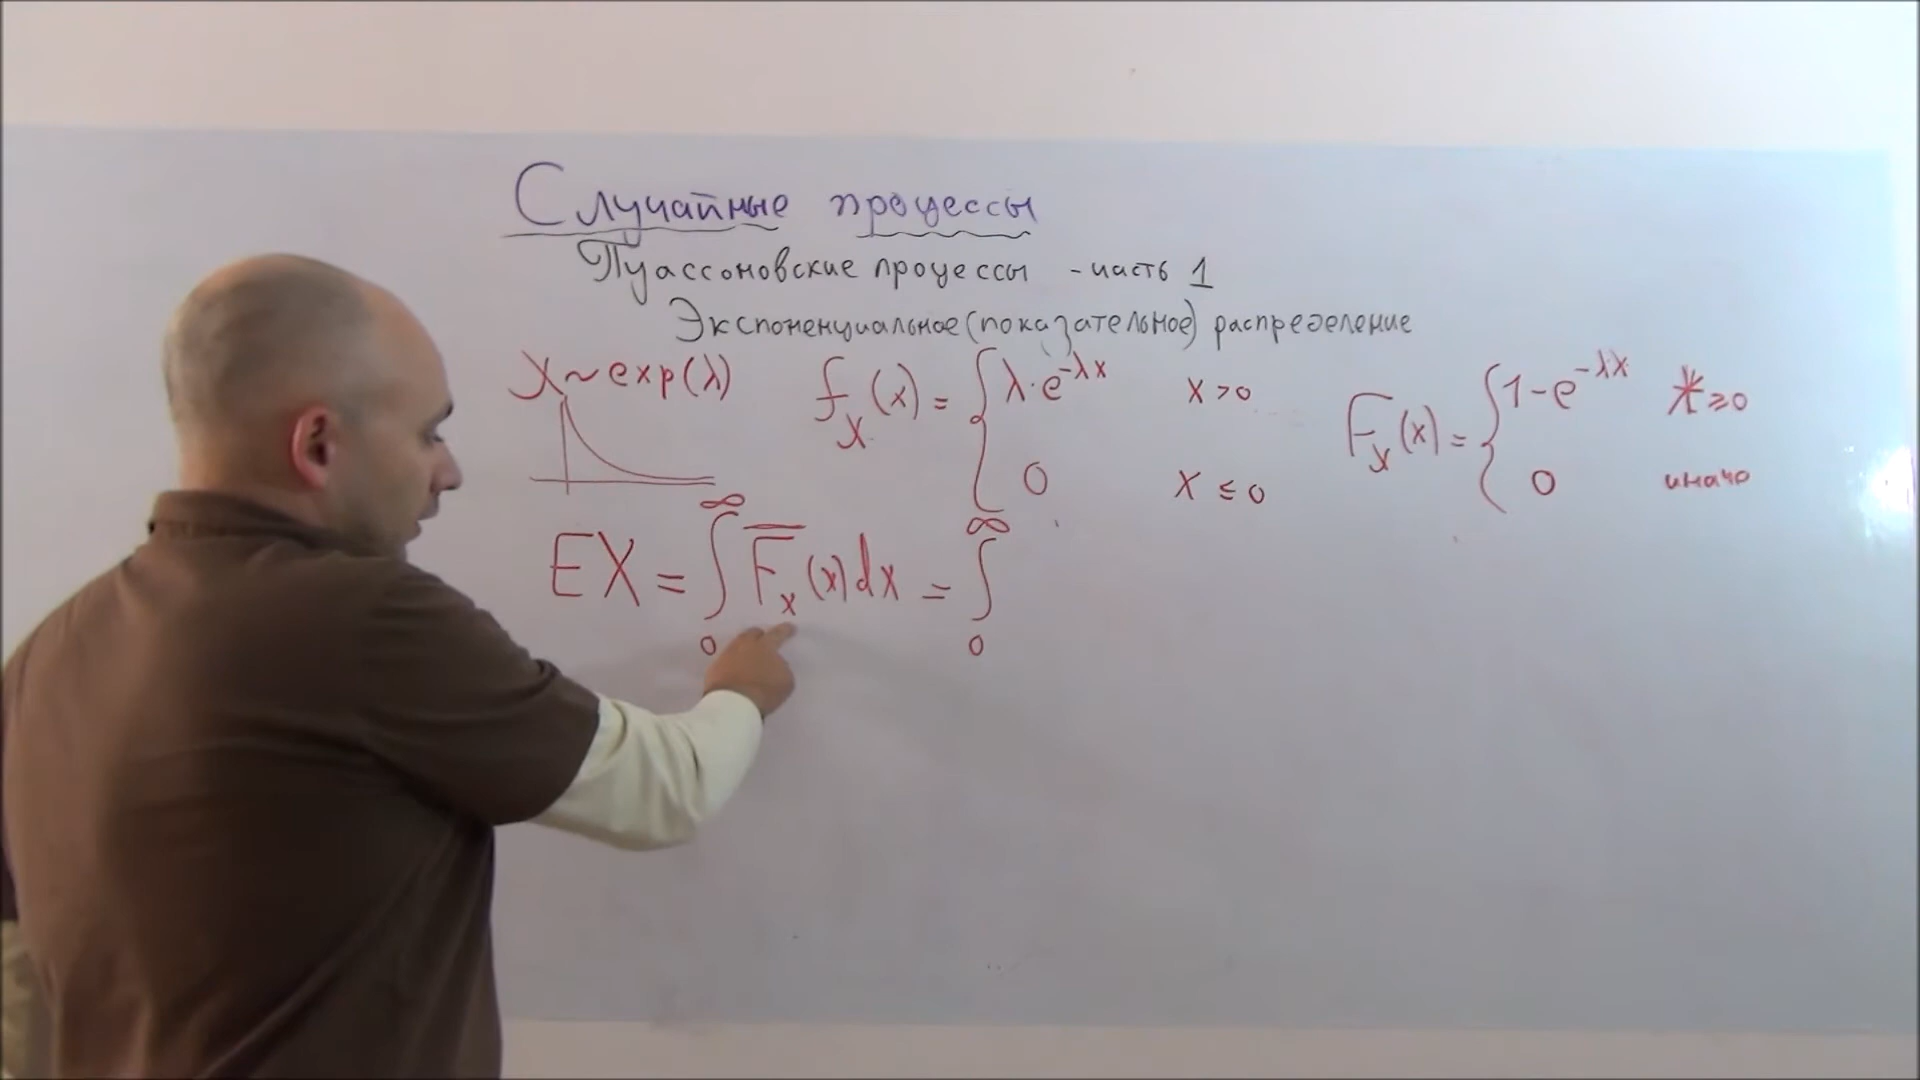 Случайные процессы
Пуассоновские процессы - часть 1
Экспоненциальное (показательное) распределение
X ~ exp(λ) f_X(x) = { λ·e^{-λx} x > 0
0 x ≤ 0
F_X(x) = { 1 - e^{-λx} x ≥ 0
0 иначе
EX = ∫_0^∞ F̅_x(x)dx = ∫_0^∞